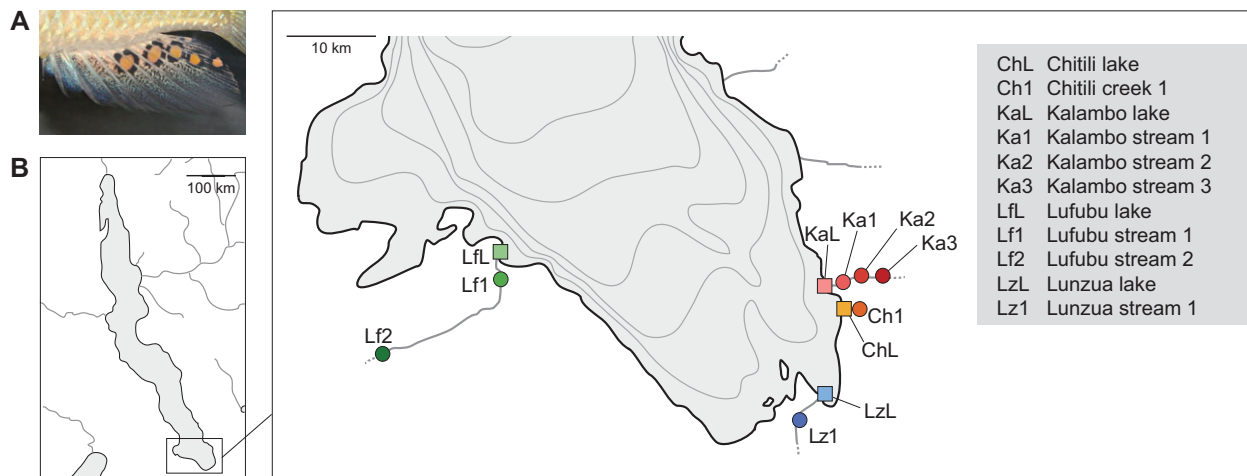 A
B
100 km
10 km
LfL
Lf1
Lf2
KaL
Ka1
Ka2
Ka3
Ch1
ChL
LzL
Lz1
ChL Chitili lake
Ch1 Chitili creek 1
KaL Kalambo lake
Ka1 Kalambo stream 1
Ka2 Kalambo stream 2
Ka3 Kalambo stream 3
LfL Lufubu lake
Lf1 Lufubu stream 1
Lf2 Lufubu stream 2
LzL Lunzua lake
Lz1 Lunzua stream 1